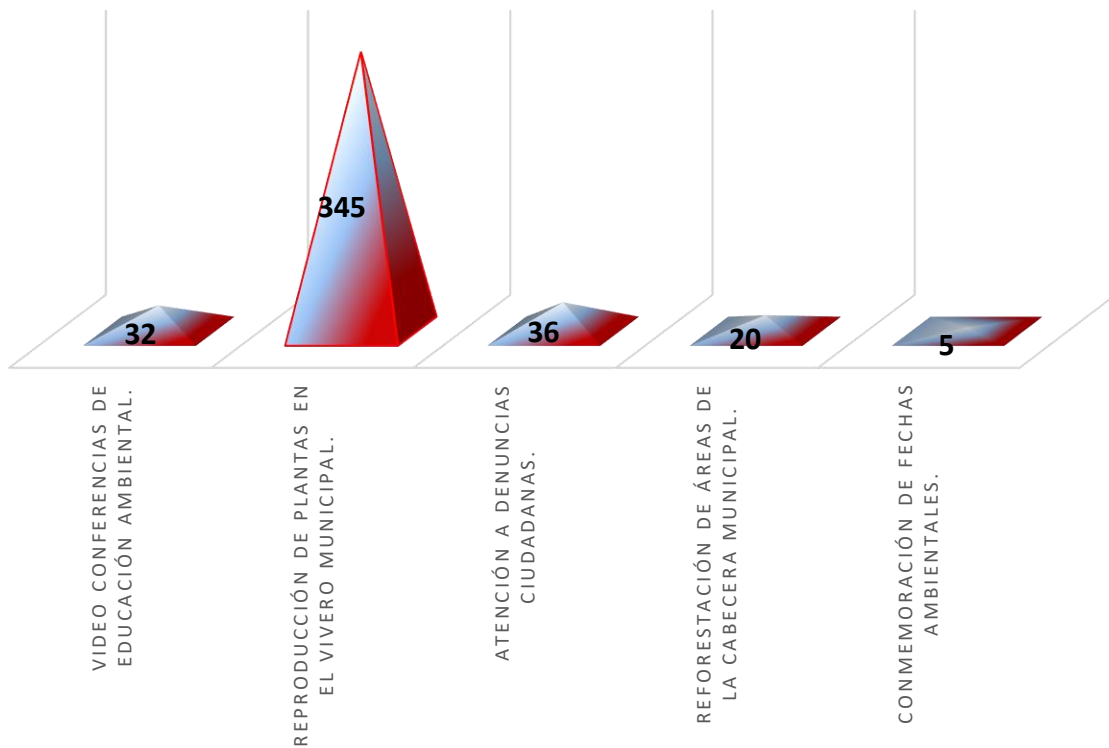 32
345
36
20
5
VIDEO CONFERENCIAS DE
EDUCACIÓN AMBIENTAL.
REPRODUCCIÓN DE PLANTAS EN
EL VIVERO MUNICIPAL.
ATENCIÓN A DENUNCIAS
CIUDADANAS.
REFORESTACIÓN DE ÁREAS DE
LA CABECERA MUNICIPAL.
CONMEMORACIÓN DE FECHAS
AMBIENTALES.